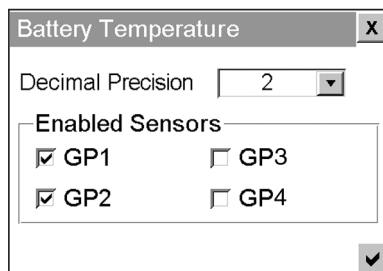 Battery Temperature X
Decimal Precision 2
Enabled Sensors
GP1 GP3
GP2 GP4